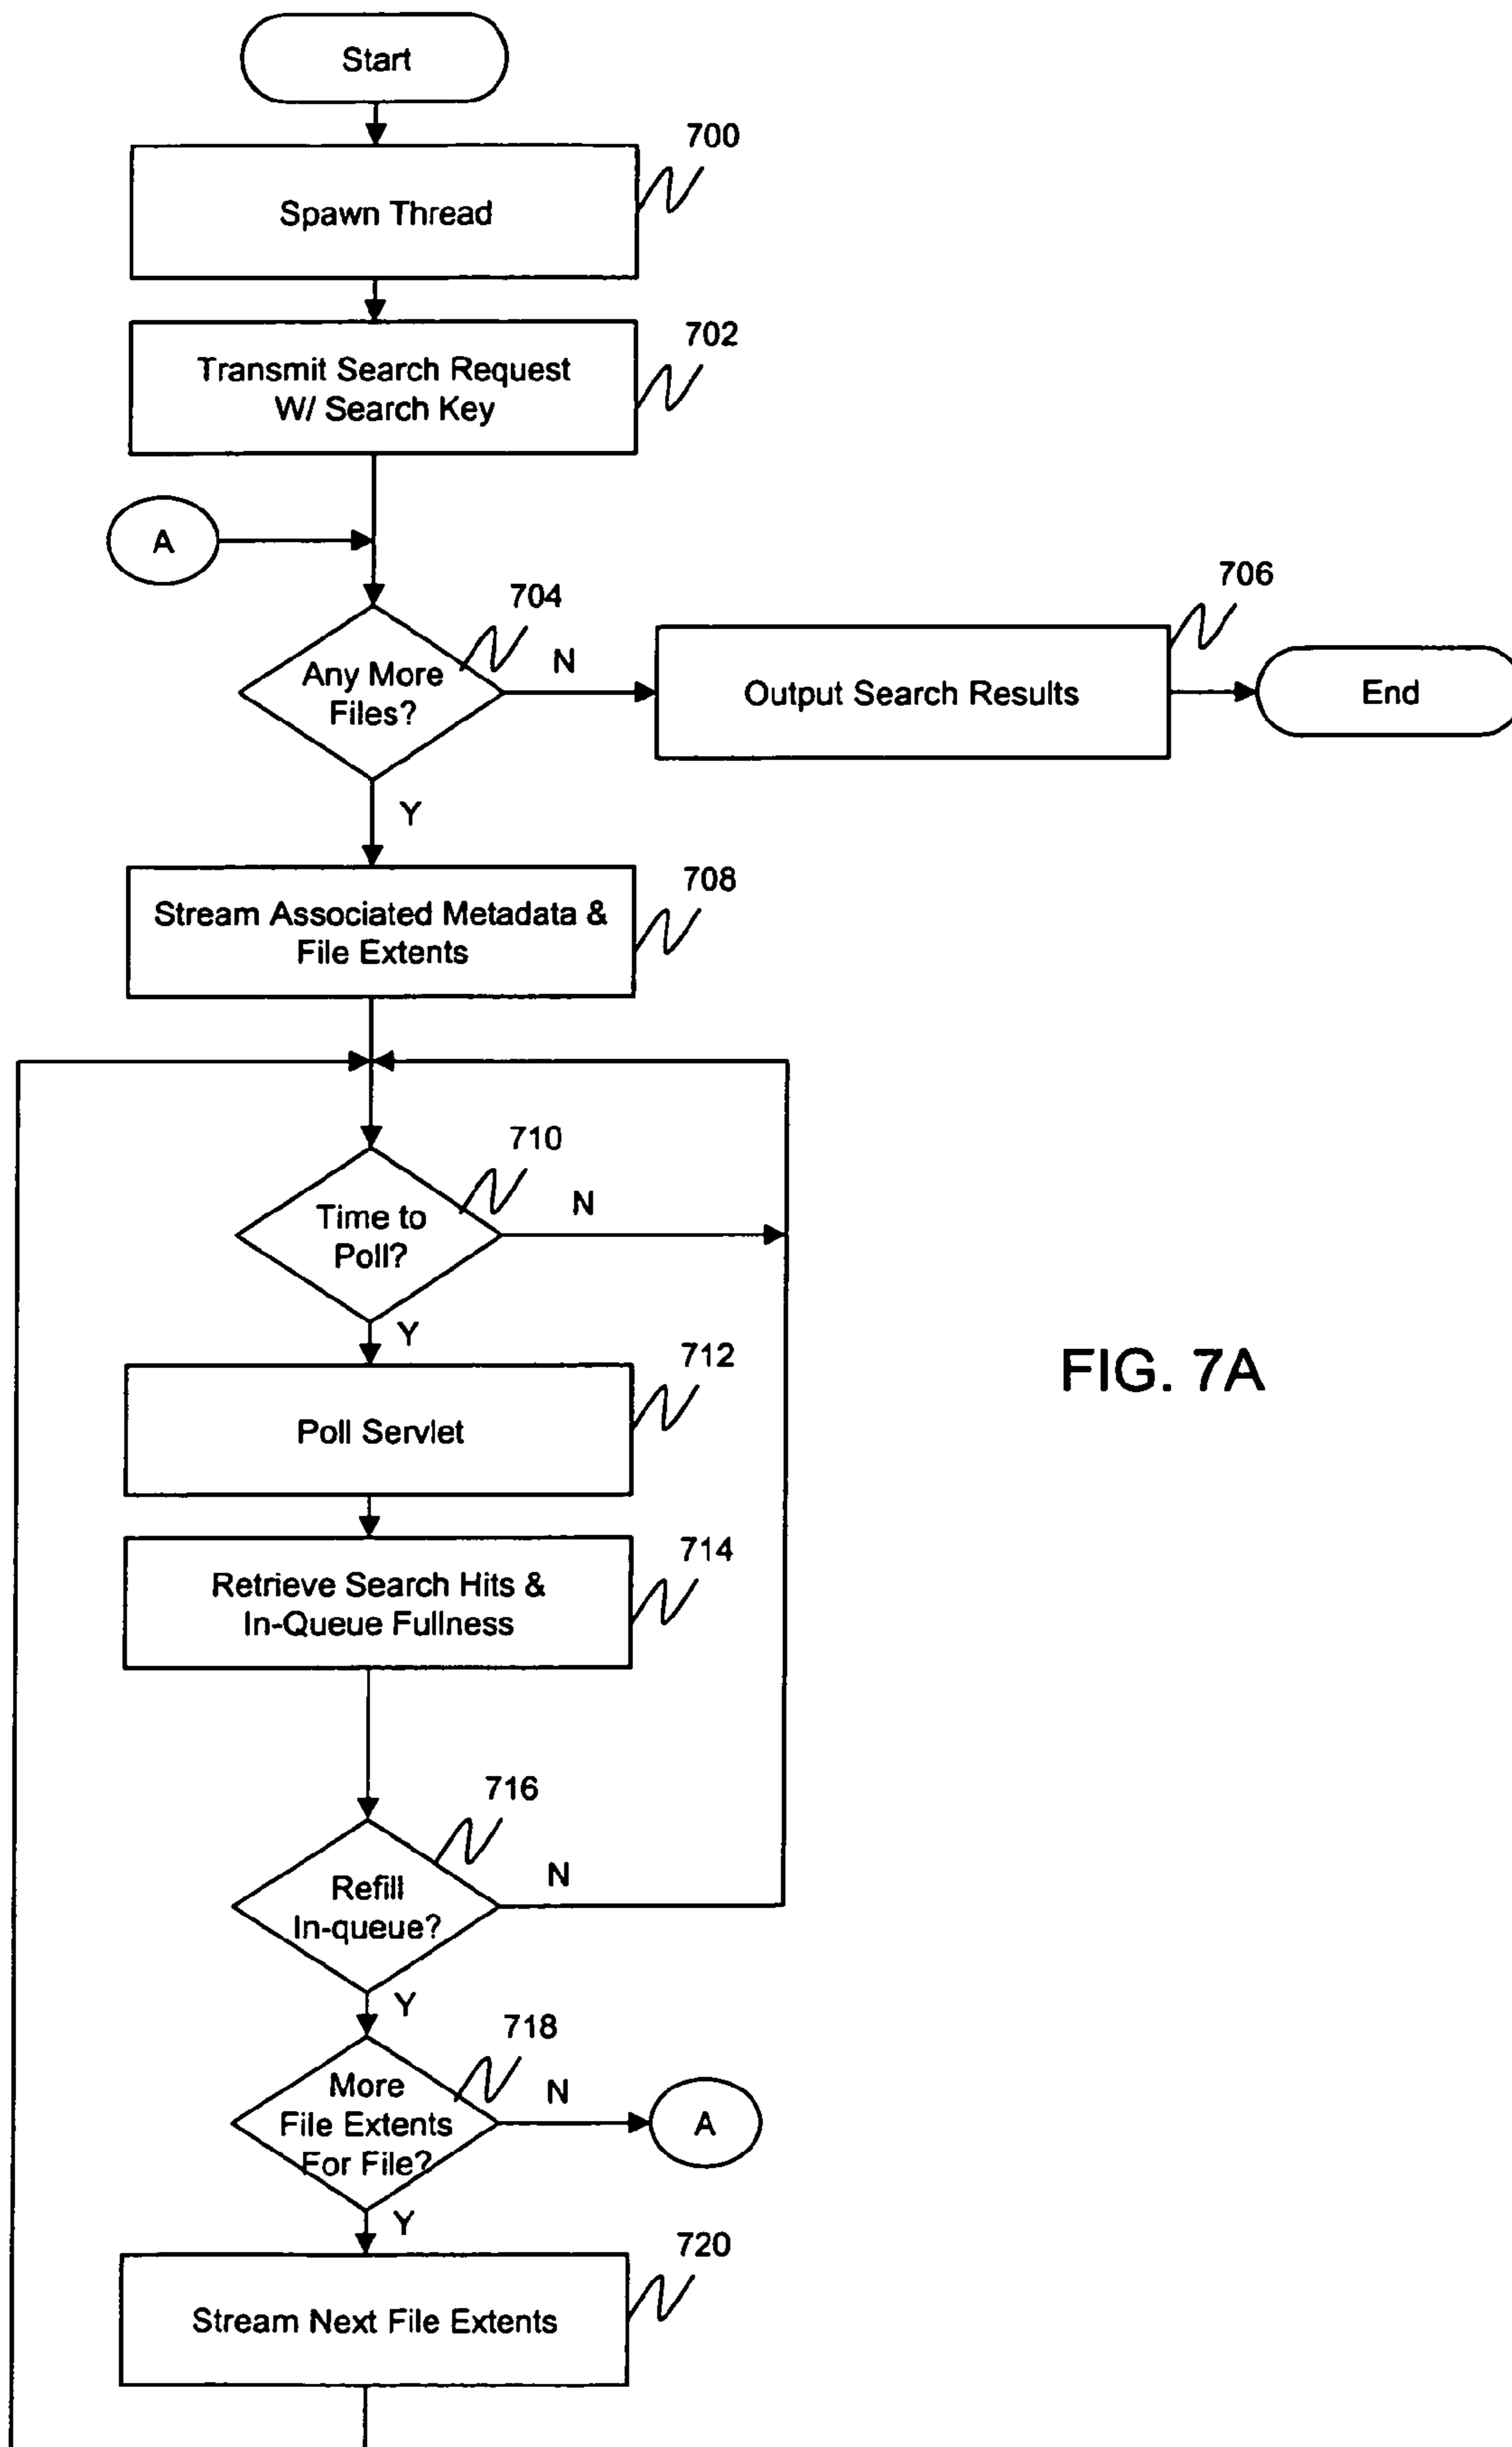 Start
700
Spawn Thread
702
Transmit Search Request
W/ Search Key
A
704
706
Any More
Files?
N
Output Search Results
End
Y
708
Stream Associated Metadata &
File Extents
710
Time to
Poll?
N
Y
712
Poll Servlet
FIG. 7A
714
Retrieve Search Hits &
In-Queue Fullness
716
Refill
In-queue?
N
Y
718
More
File Extents
For File?
N
A
Y
720
Stream Next File Extents